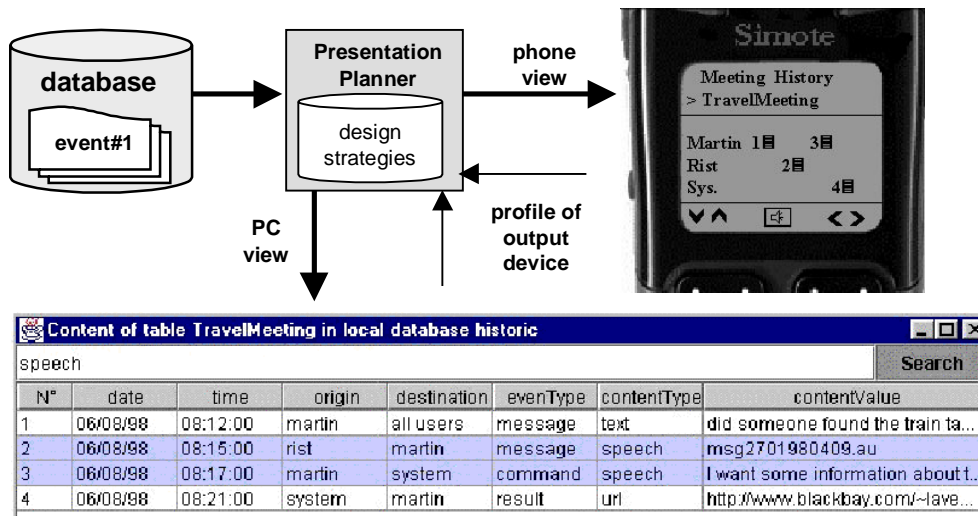 database
event#1
Presentation
Planner
design
strategies
phone
view
PC
view
profile of
output
device
Simote
Meeting History
> TravelMeeting
Martin 1 3
Rist 2
Sys. 4
Content of table TravelMeeting in local database historic
speech Search
N° date time origin destination evenType contentType contentValue
1 06/08/98 08:12:00 martin all users message text did someone found the train ta...
2 06/08/98 08:15:00 rist martin message speech msg2701980409.au
3 06/08/98 08:17:00 martin system command speech I want some information about t...
4 06/08/98 08:21:00 system martin result url http://www.blackbay.com/~lave...